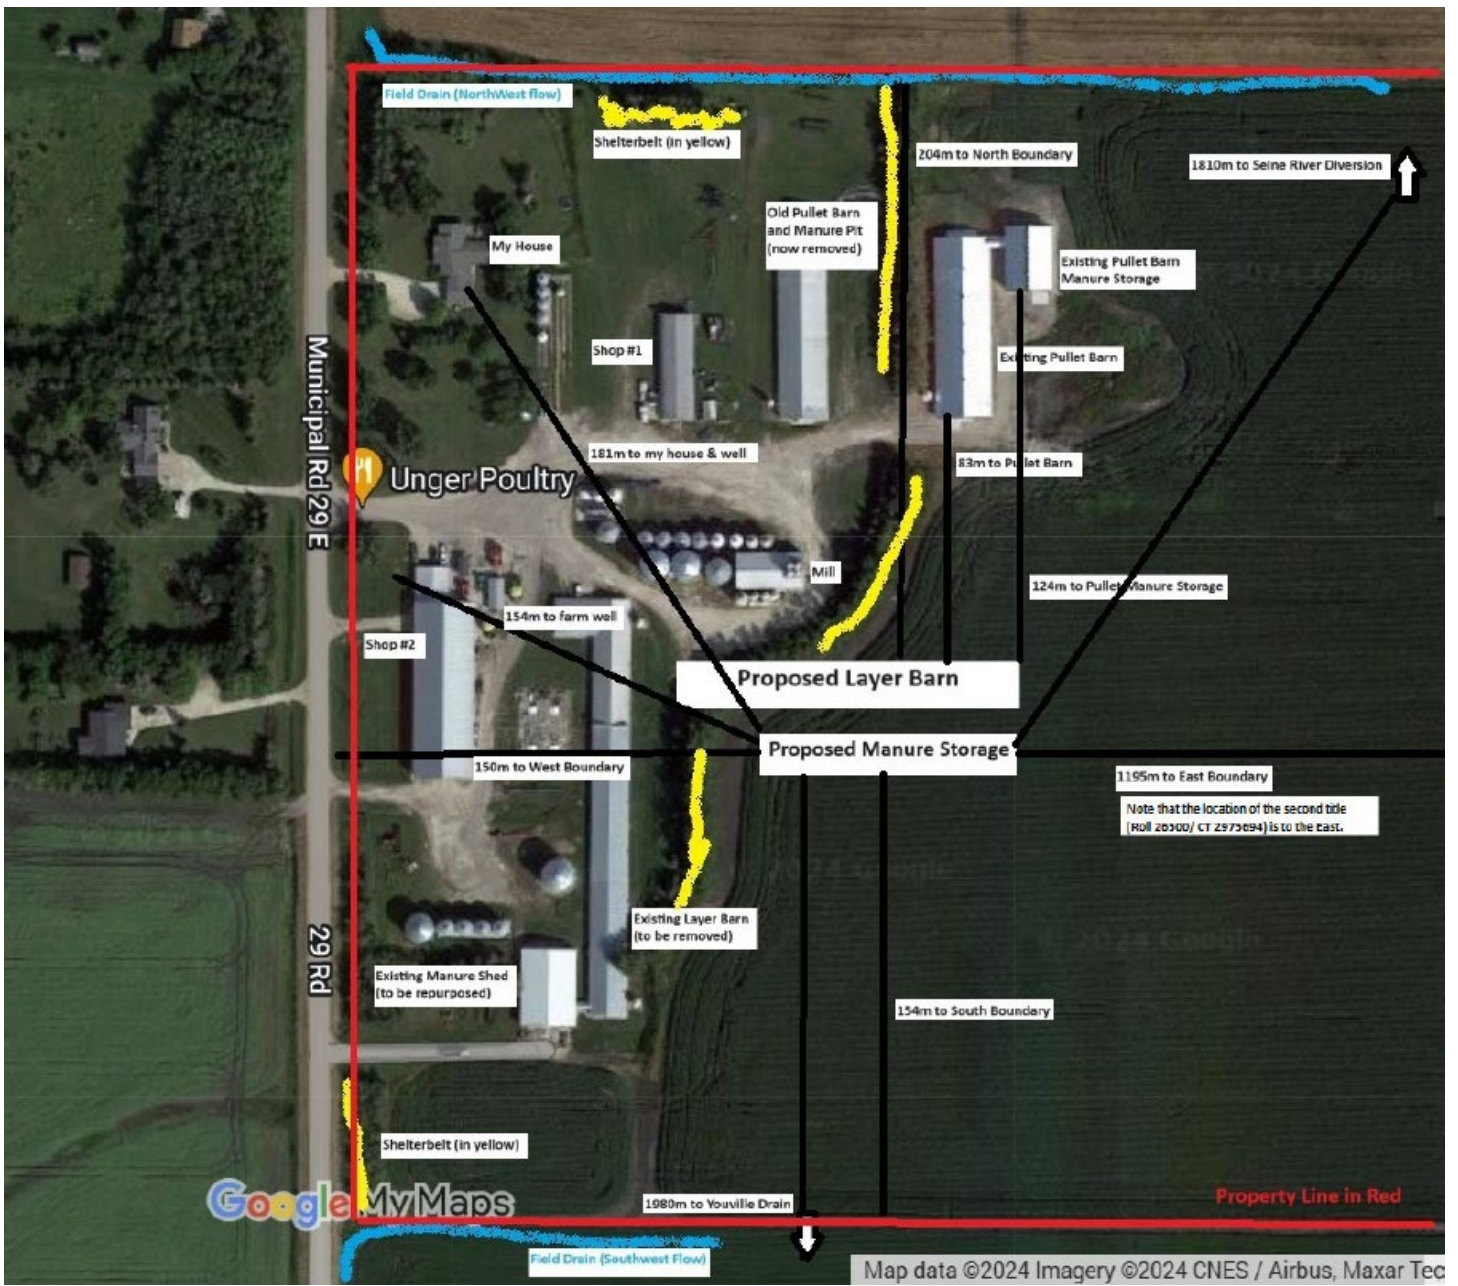 Field Drain (NorthWest flow)
Shelterbelt (in yellow)
204m to North Boundary
1810m to Seine River Diversion
Old Pullet Barn
and Manure Pit
(now removed)
My House
Existing Pullet Barn
Manure Storage
Shop #1
Existing Pullet Barn
Municipal Rd 29 E
181m to my house & well
83m to Pullet Barn
Unger Poultry
Mill
124m to Pullet Manure Storage
154m to farm well
Shop #2
Proposed Layer Barn
Proposed Manure Storage
150m to West Boundary
1195m to East Boundary
Note that the location of the second title
(Roll 26500/ CT 2975694) is to the East.
Existing Layer Barn
(to be removed)
29 Rd
Existing Manure Shed
(to be repurposed)
154m to South Boundary
Shelterbelt (in yellow)
Google My Maps
1980m to Youville Drain
Property Line in Red
Field Drain (Southwest Flow)
Map data ©2024 Imagery ©2024 CNES / Airbus, Maxar Tec